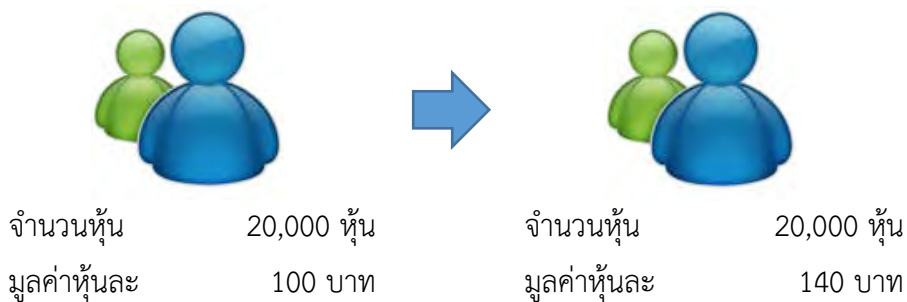 จำนวนหุ้น 20,000 หุ้น จำนวนหุ้น 20,000 หุ้น
มูลค่าหุ้นละ 100 บาท มูลค่าหุ้นละ 140 บาท